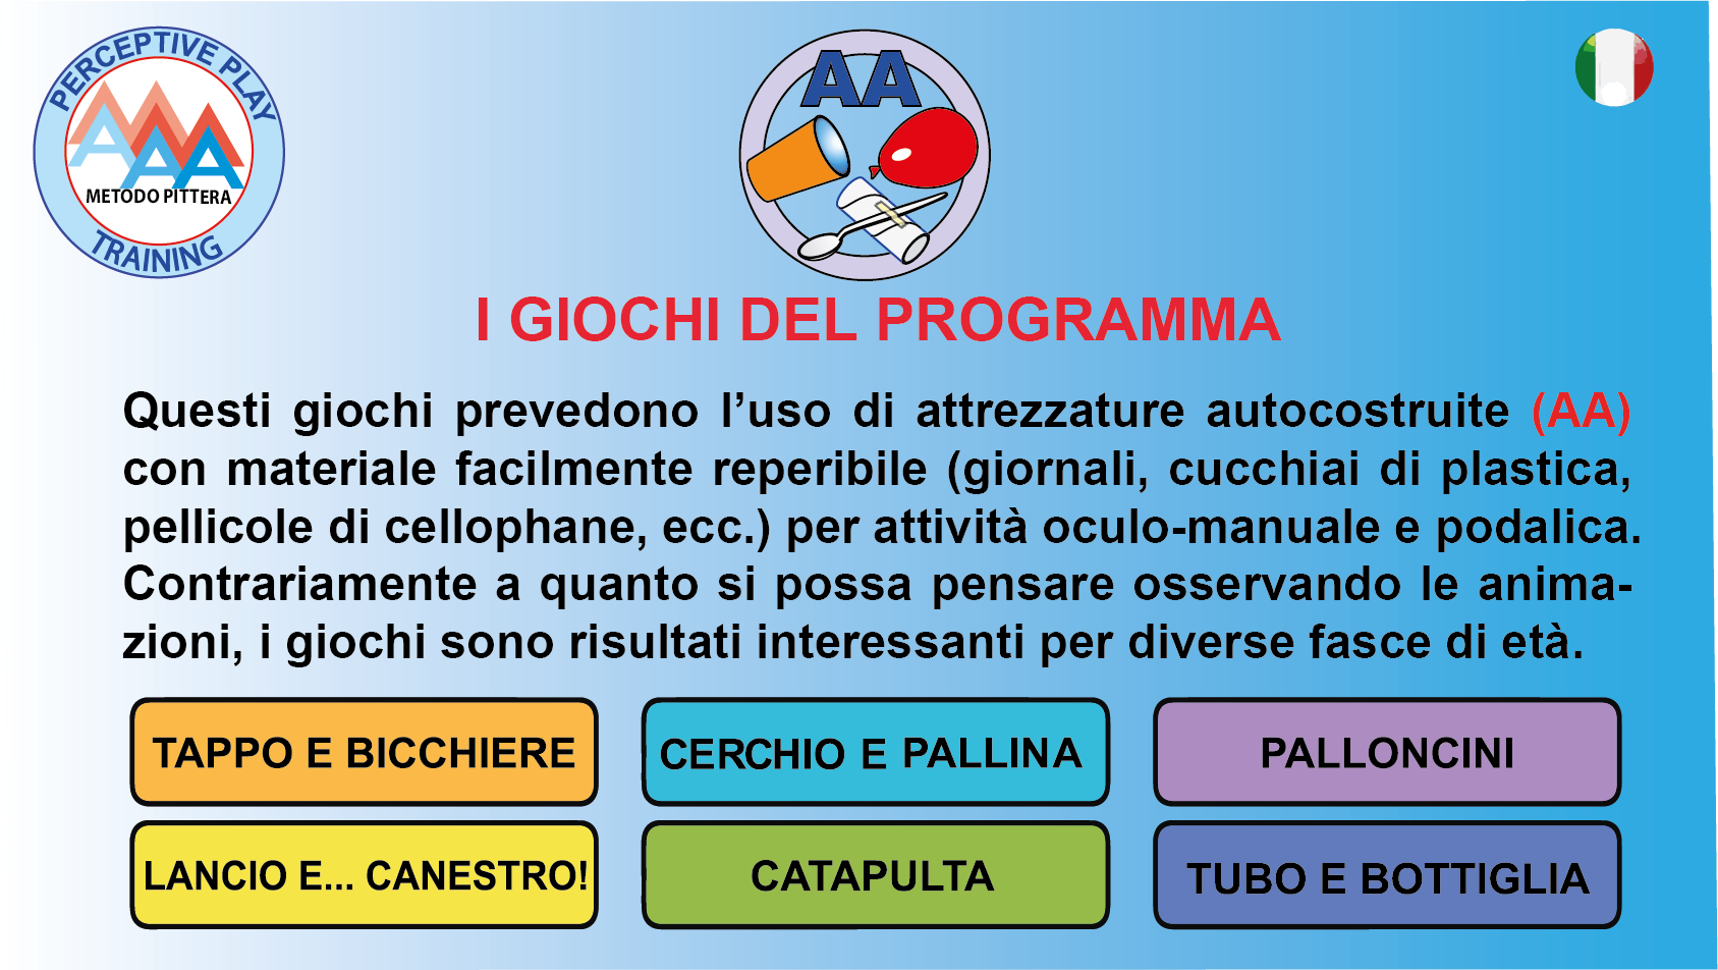 PERCEPTIVE PLAY
METODO PITTERA
TRAINING
AA
I GIOCHI DEL PROGRAMMA
Questi giochi prevedono l’uso di attrezzature autocostruite (AA)
con materiale facilmente reperibile (giornali, cucchiai di plastica,
pellicole di cellophane, ecc.) per attività oculo-manuale e podalica.
Contrariamente a quanto si possa pensare osservando le anima-
zioni, i giochi sono risultati interessanti per diverse fasce di età.
TAPPO E BICCHIERE
CERCHIO E PALLINA
PALLONCINI
LANCIO E... CANESTRO!
CATAPULTA
TUBO E BOTTIGLIA